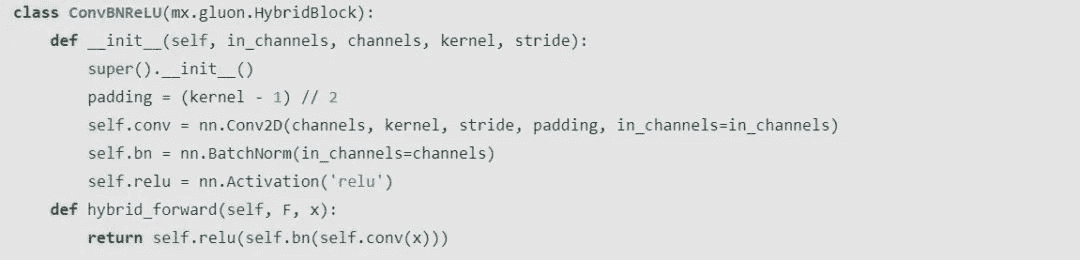 class ConvBNReLU(mx.gluon.HybridBlock):
    def __init__(self, in_channels, channels, kernel, stride):
        super().__init__()
        padding = (kernel - 1) // 2
        self.conv = nn.Conv2D(channels, kernel, stride, padding, in_channels=in_channels)
        self.bn = nn.BatchNorm(in_channels=channels)
        self.relu = nn.Activation('relu')
    def hybrid_forward(self, F, x):
        return self.relu(self.bn(self.conv(x)))